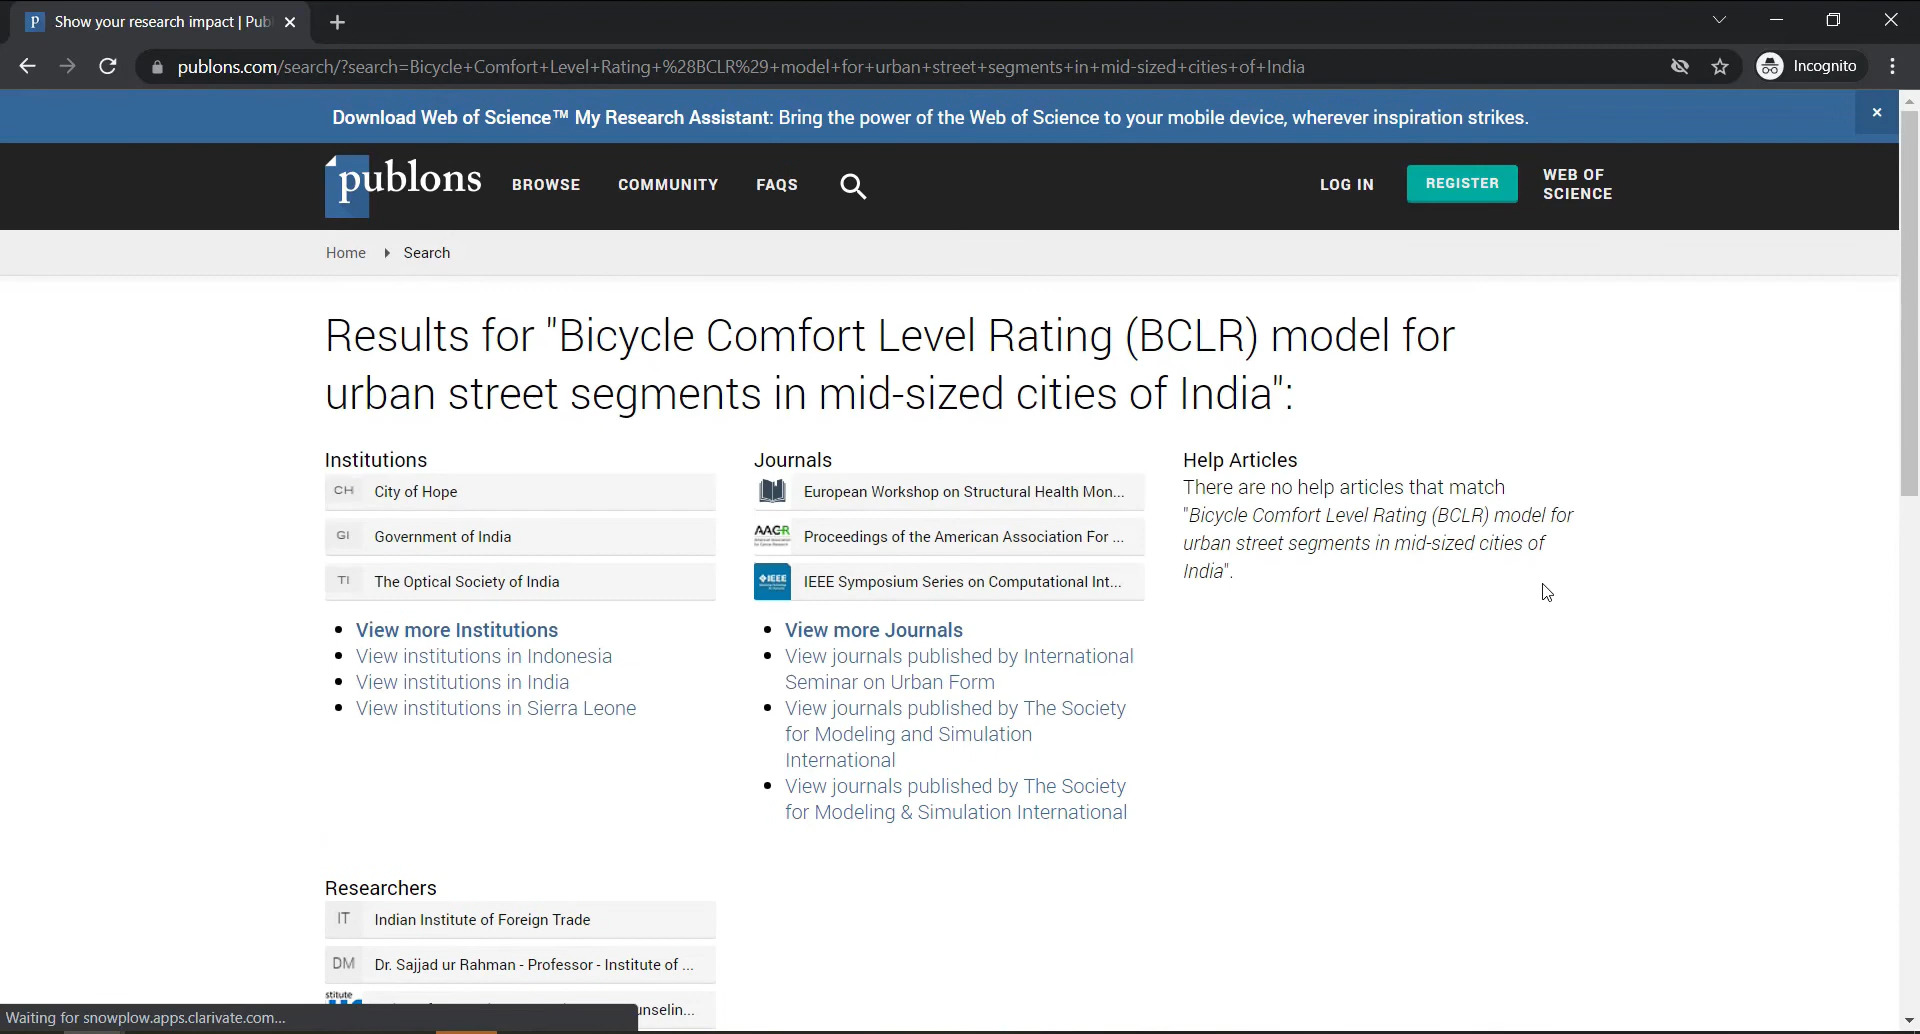 Show your research impact | Pub
publons.com/search/?search=Bicycle+Comfort+Level+Rating+%28BCLR%29+model+for+urban+street+segments+in+mid-sized+cities+of+India
Incognito
Download Web of Science™ My Research Assistant: Bring the power of the Web of Science to your mobile device, wherever inspiration strikes.
publons
BROWSE
COMMUNITY
FAQS
LOG IN
REGISTER
WEB OF
SCIENCE
Home
Search
Results for "Bicycle Comfort Level Rating (BCLR) model for
urban street segments in mid-sized cities of India":
Institutions
CH City of Hope
GI Government of India
TI The Optical Society of India
View more Institutions
View institutions in Indonesia
View institutions in India
View institutions in Sierra Leone
Journals
European Workshop on Structural Health Mon...
AACR Proceedings of the American Association For ...
IEEE IEEE Symposium Series on Computational Int...
View more Journals
View journals published by International
Seminar on Urban Form
View journals published by The Society
for Modeling and Simulation
International
View journals published by The Society
for Modeling & Simulation International
Help Articles
There are no help articles that match
"Bicycle Comfort Level Rating (BCLR) model for
urban street segments in mid-sized cities of
India".
Researchers
IT Indian Institute of Foreign Trade
DM Dr. Sajjad ur Rahman - Professor - Institute of ...
stitute
unselin...
Waiting for snowplow.apps.clarivate.com...